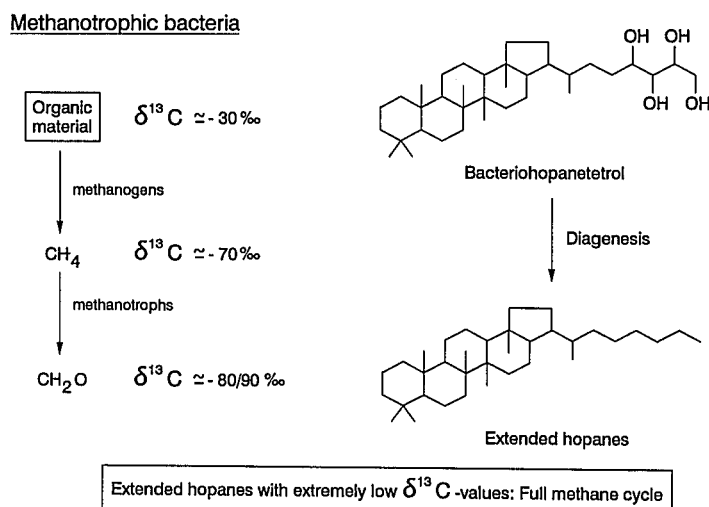 Methanotrophic bacteria
Organic
material
δ¹³C ≃ - 30 ‰
methanogens
CH₄
δ¹³C ≃ - 70 ‰
methanotrophs
CH₂O
δ¹³C ≃ - 80/90 ‰
OH
OH
OH
OH
Bacteriohopanetetrol
Diagenesis
Extended hopanes
Extended hopanes with extremely low δ¹³C -values: Full methane cycle